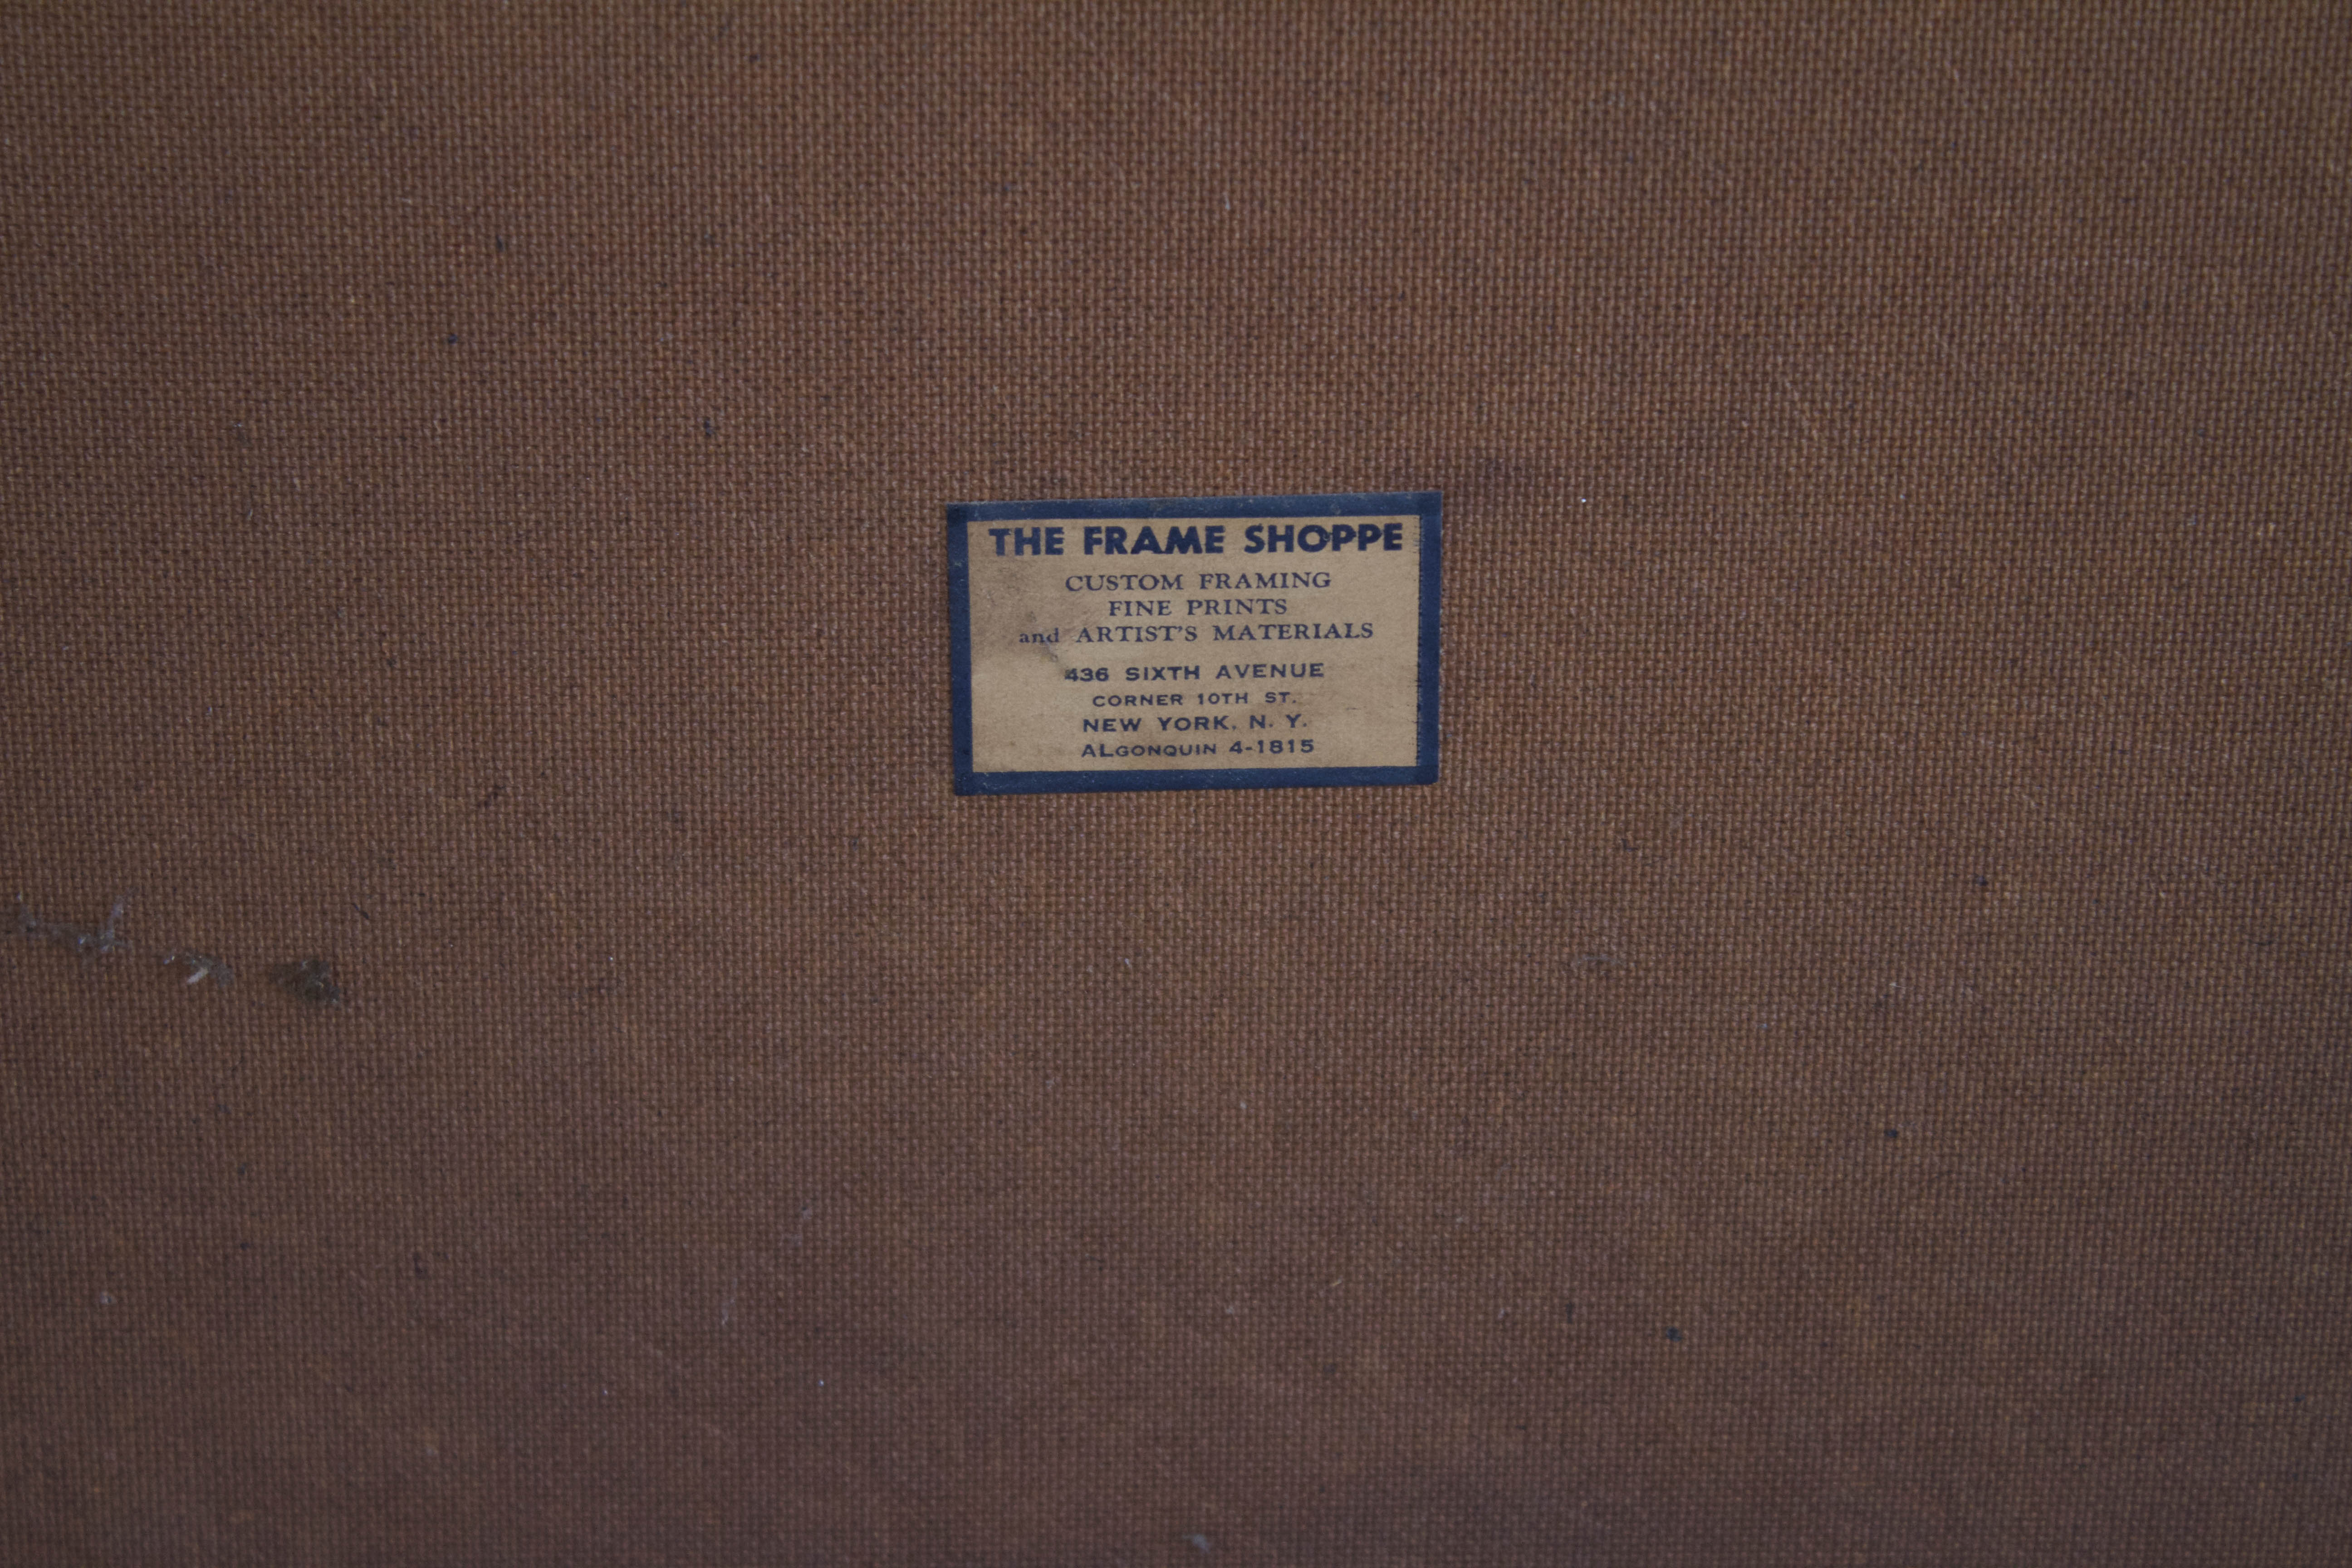 THE FRAME SHOPPE
CUSTOM FRAMING
FINE PRINTS
and ARTIST'S MATERIALS
436 SIXTH AVENUE
CORNER 10TH ST.
NEW YORK, N. Y.
ALGONQUIN 4-1815